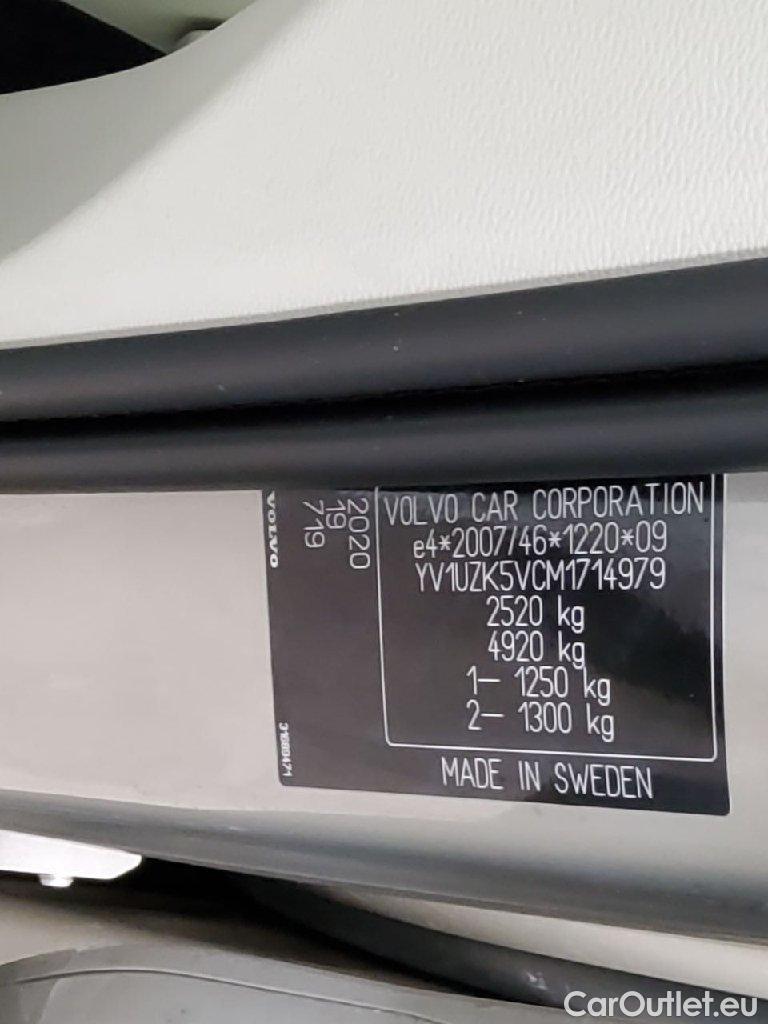 VOLVO CAR CORPORATION
e4*2007/46*1220*09
YV1UZK5VCM1714979
2520 kg
4920 kg
1– 1250 kg
2– 1300 kg
MADE IN SWEDEN
2020
19
719
VOLVO
31689471
CarOutlet.eu